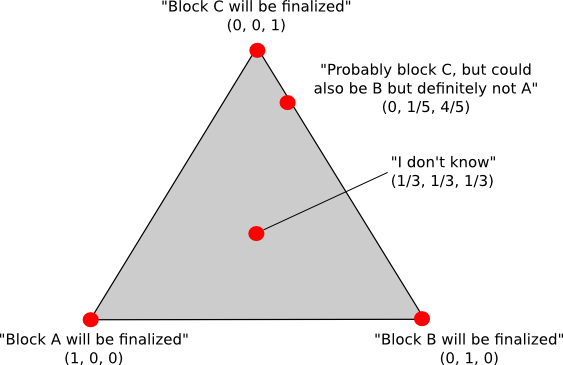 "Block C will be finalized"
(0, 0, 1)
"Probably block C, but could
also be B but definitely not A"
(0, 1/5, 4/5)
"I don't know"
(1/3, 1/3, 1/3)
"Block A will be finalized"
(1, 0, 0)
"Block B will be finalized"
(0, 1, 0)